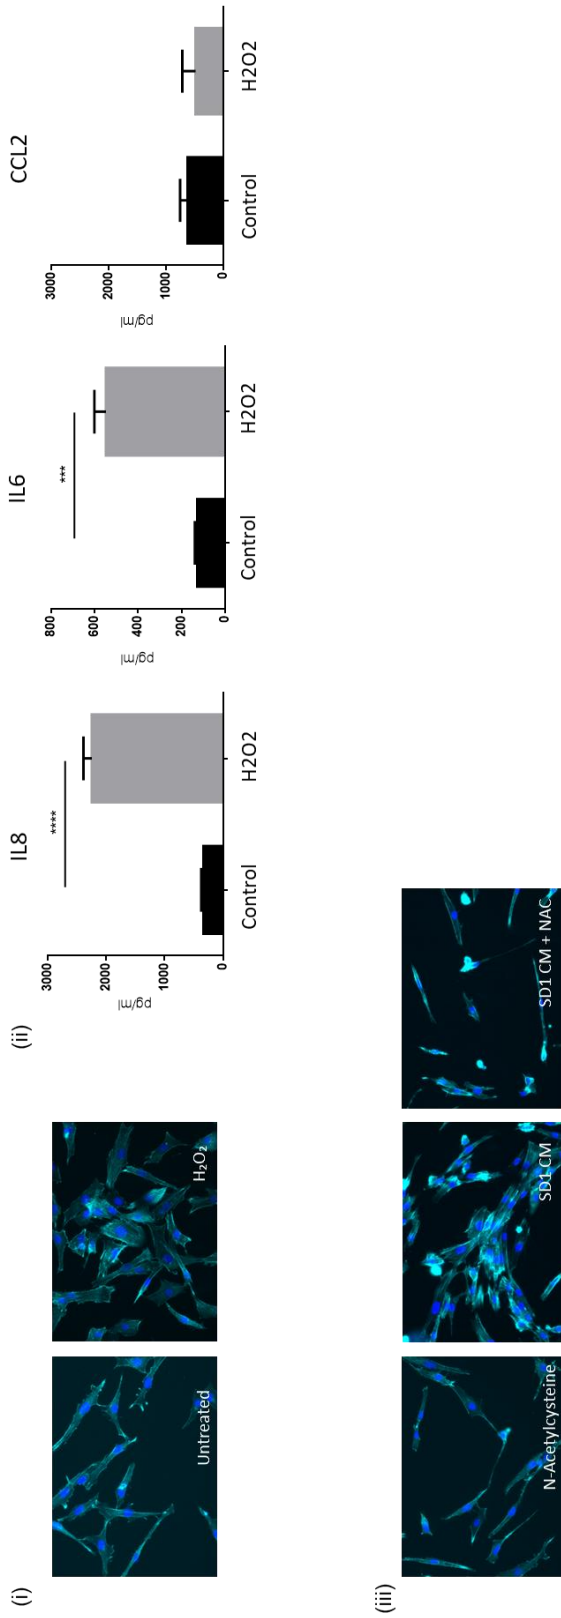 (i)
Untreated
H₂O₂
(ii)
IL8
3000
2000
1000
0
pg/ml
****
Control
H2O2
IL6
800
600
400
200
0
pg/ml
***
Control
H2O2
CCL2
3000
2000
1000
0
pg/ml
Control
H2O2
(iii)
N-Acetylcysteine
SD1 CM
SD1 CM + NAC